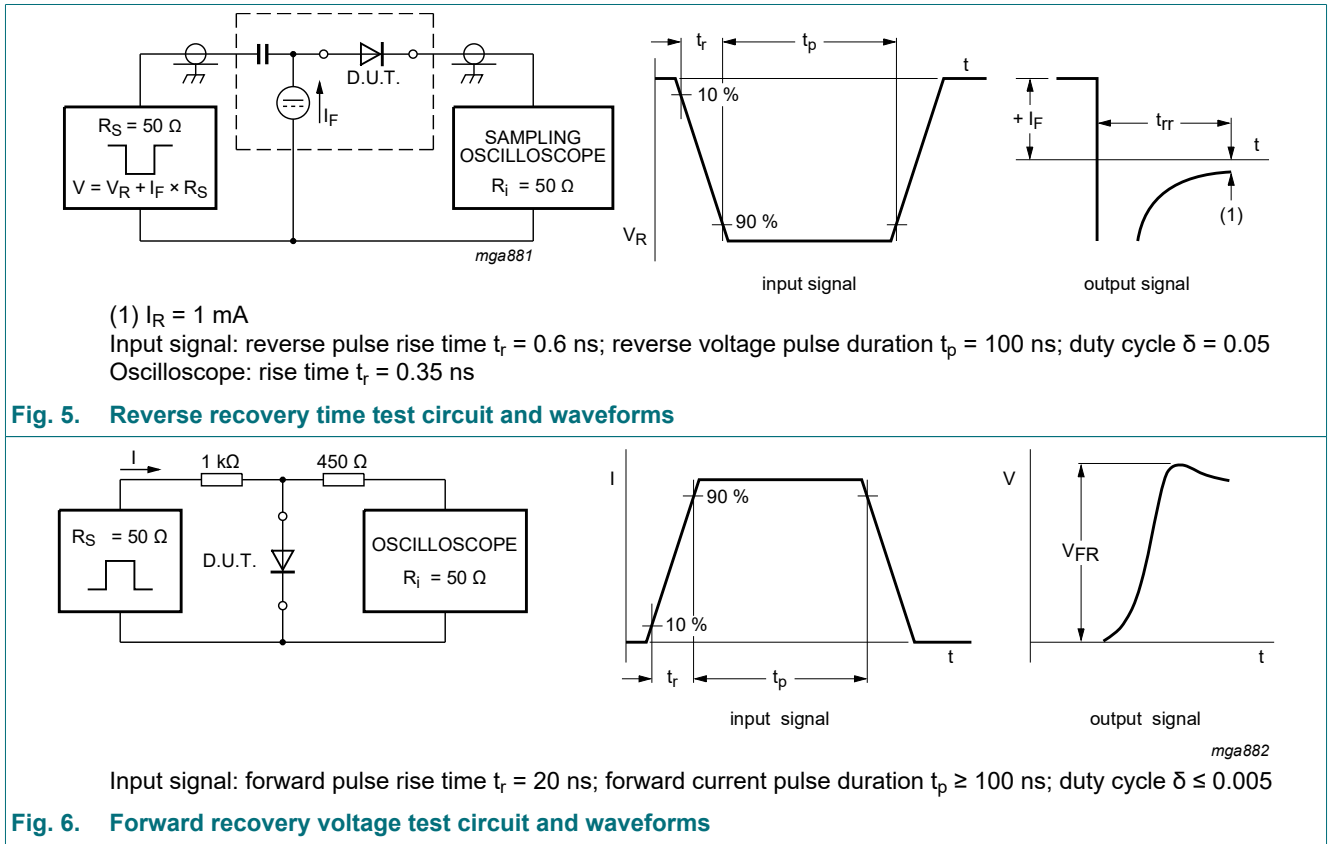 D.U.T.
I_F
R_S = 50 Ω
V = V_R + I_F × R_S
SAMPLING
OSCILLOSCOPE
R_i = 50 Ω
mga881
t_r
t_p
t
10 %
90 %
V_R
input signal
+ I_F
t_rr
t
(1)
output signal
(1) I_R = 1 mA
Input signal: reverse pulse rise time t_r = 0.6 ns; reverse voltage pulse duration t_p = 100 ns; duty cycle δ = 0.05
Oscilloscope: rise time t_r = 0.35 ns
Fig. 5. Reverse recovery time test circuit and waveforms
I
1 kΩ
450 Ω
R_S = 50 Ω
D.U.T.
OSCILLOSCOPE
R_i = 50 Ω
I
90 %
10 %
t
t_r
t_p
input signal
V
V_FR
t
output signal
mga882
Input signal: forward pulse rise time t_r = 20 ns; forward current pulse duration t_p ≥ 100 ns; duty cycle δ ≤ 0.005
Fig. 6. Forward recovery voltage test circuit and waveforms